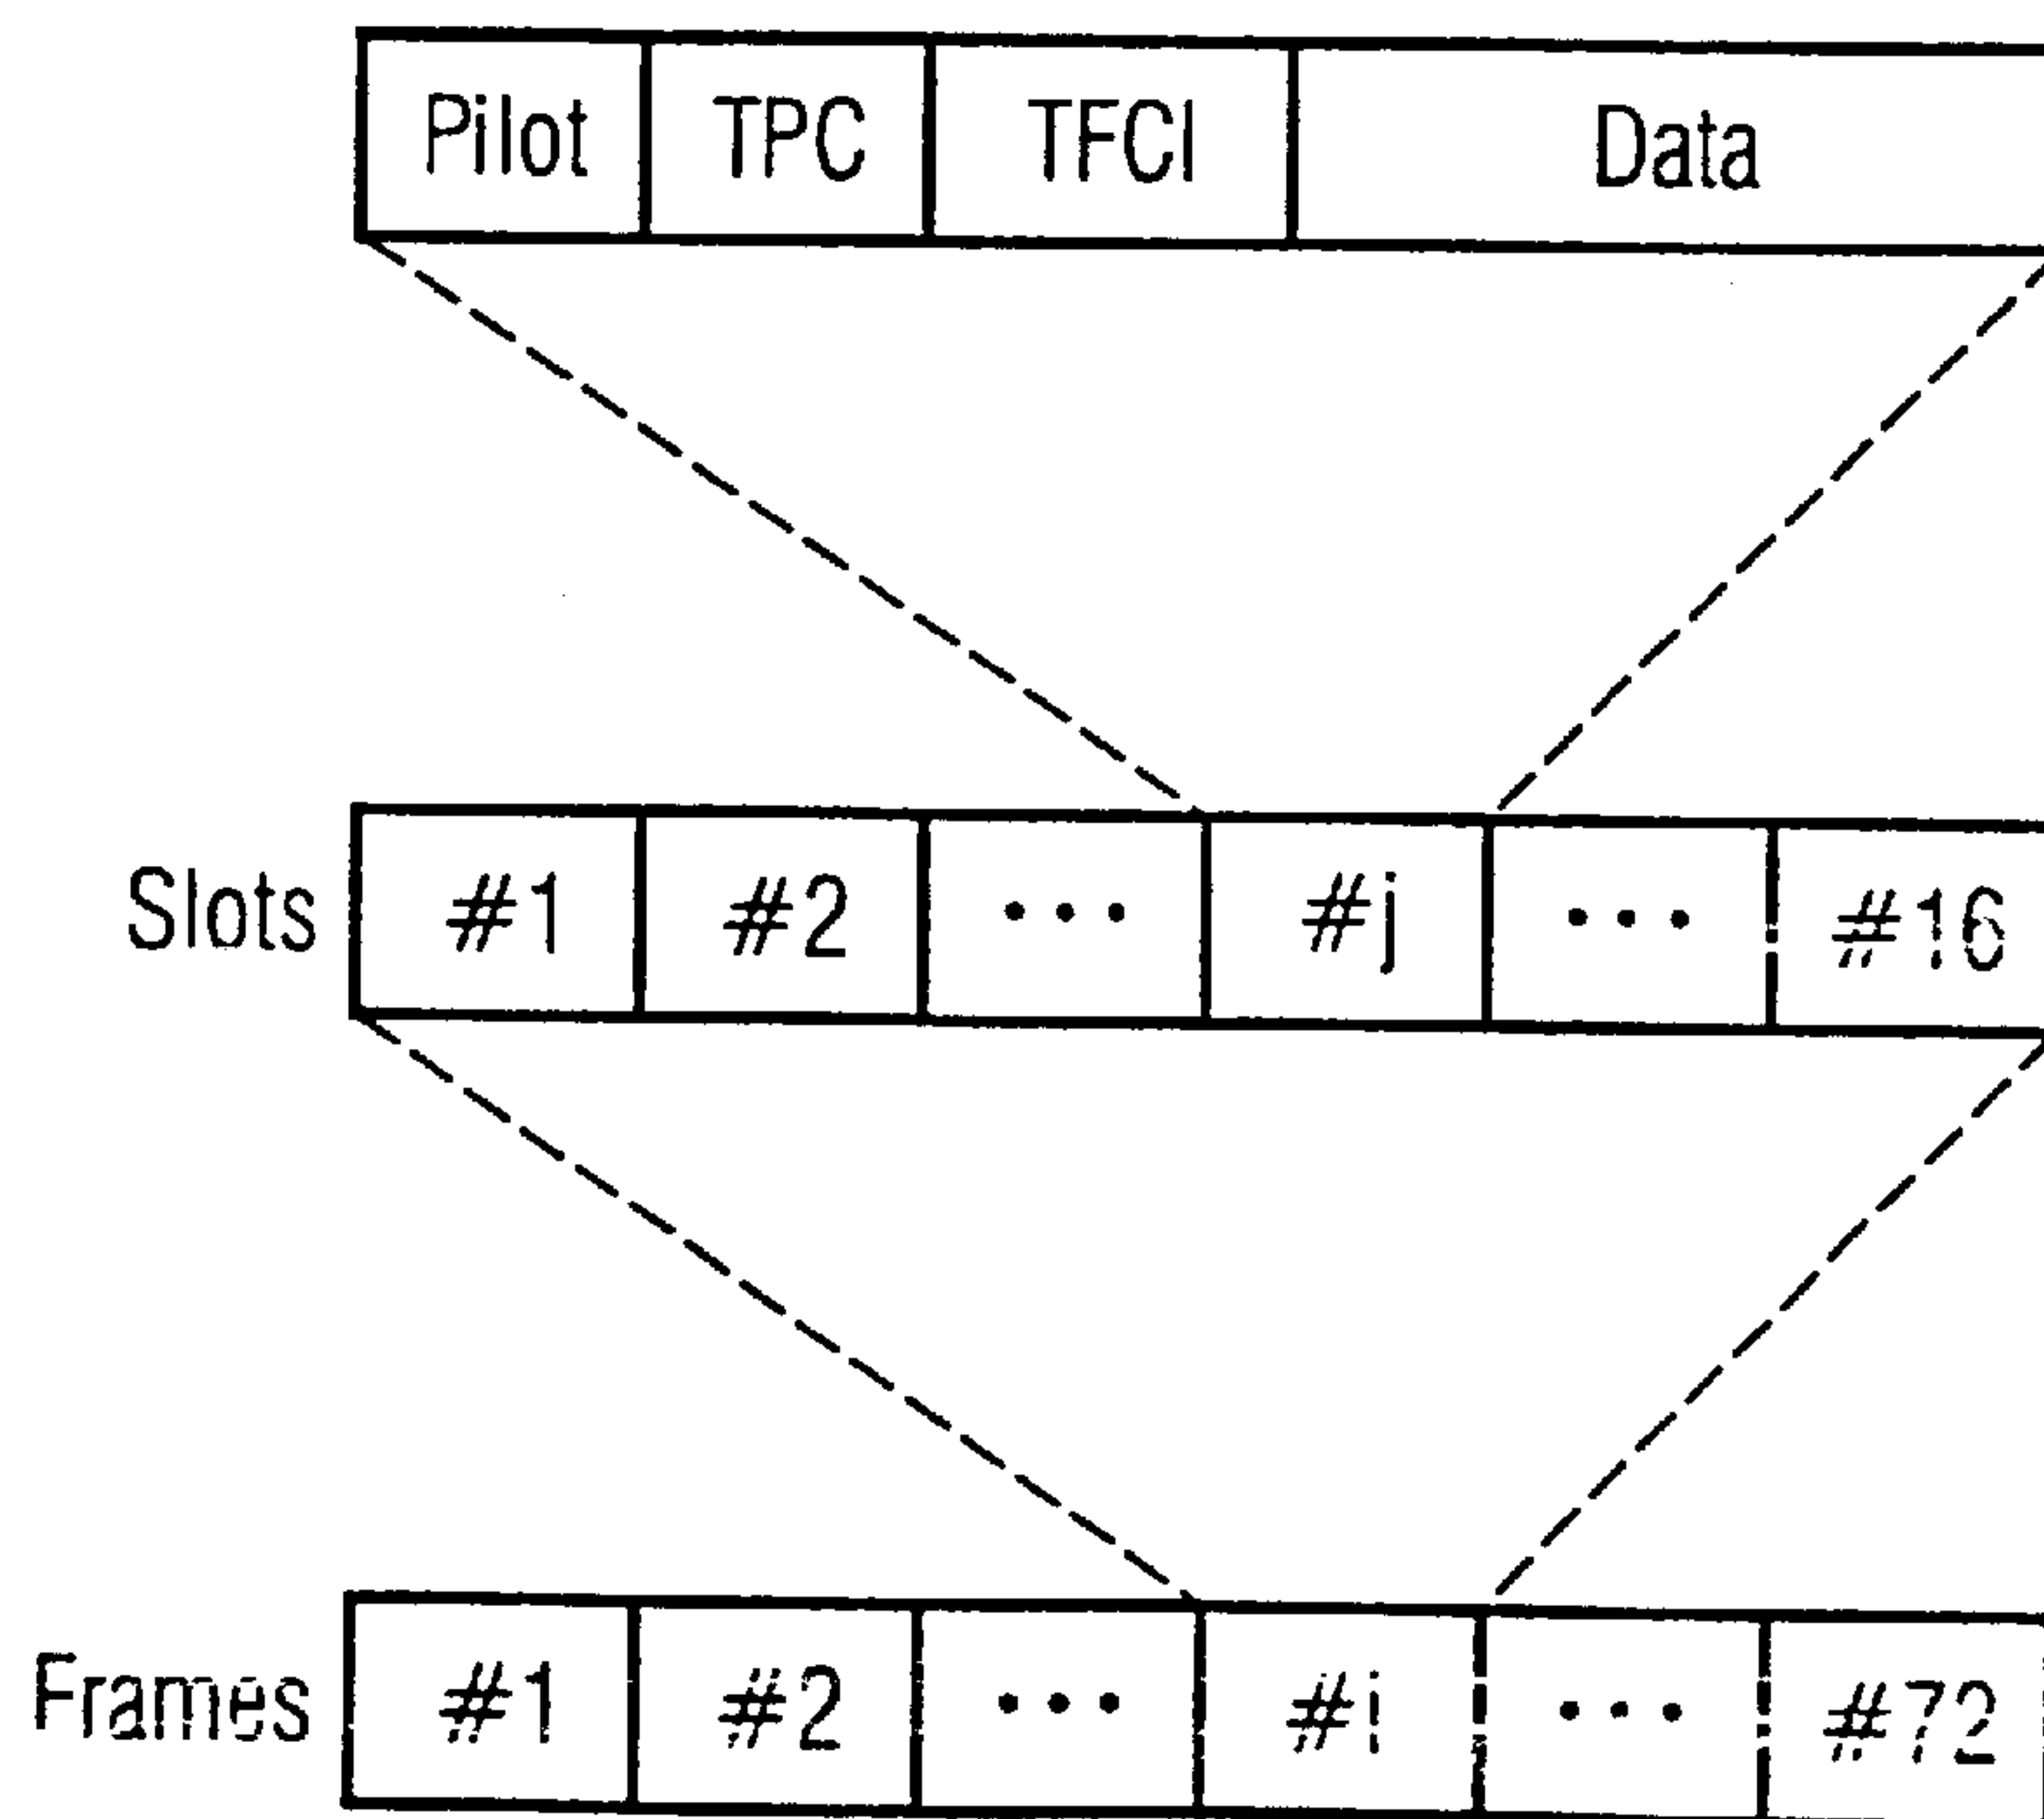 Pilot TPC TFCI Data
Slots #1 #2 ... #j ... #16
Frames #1 #2 ... #i ... #72